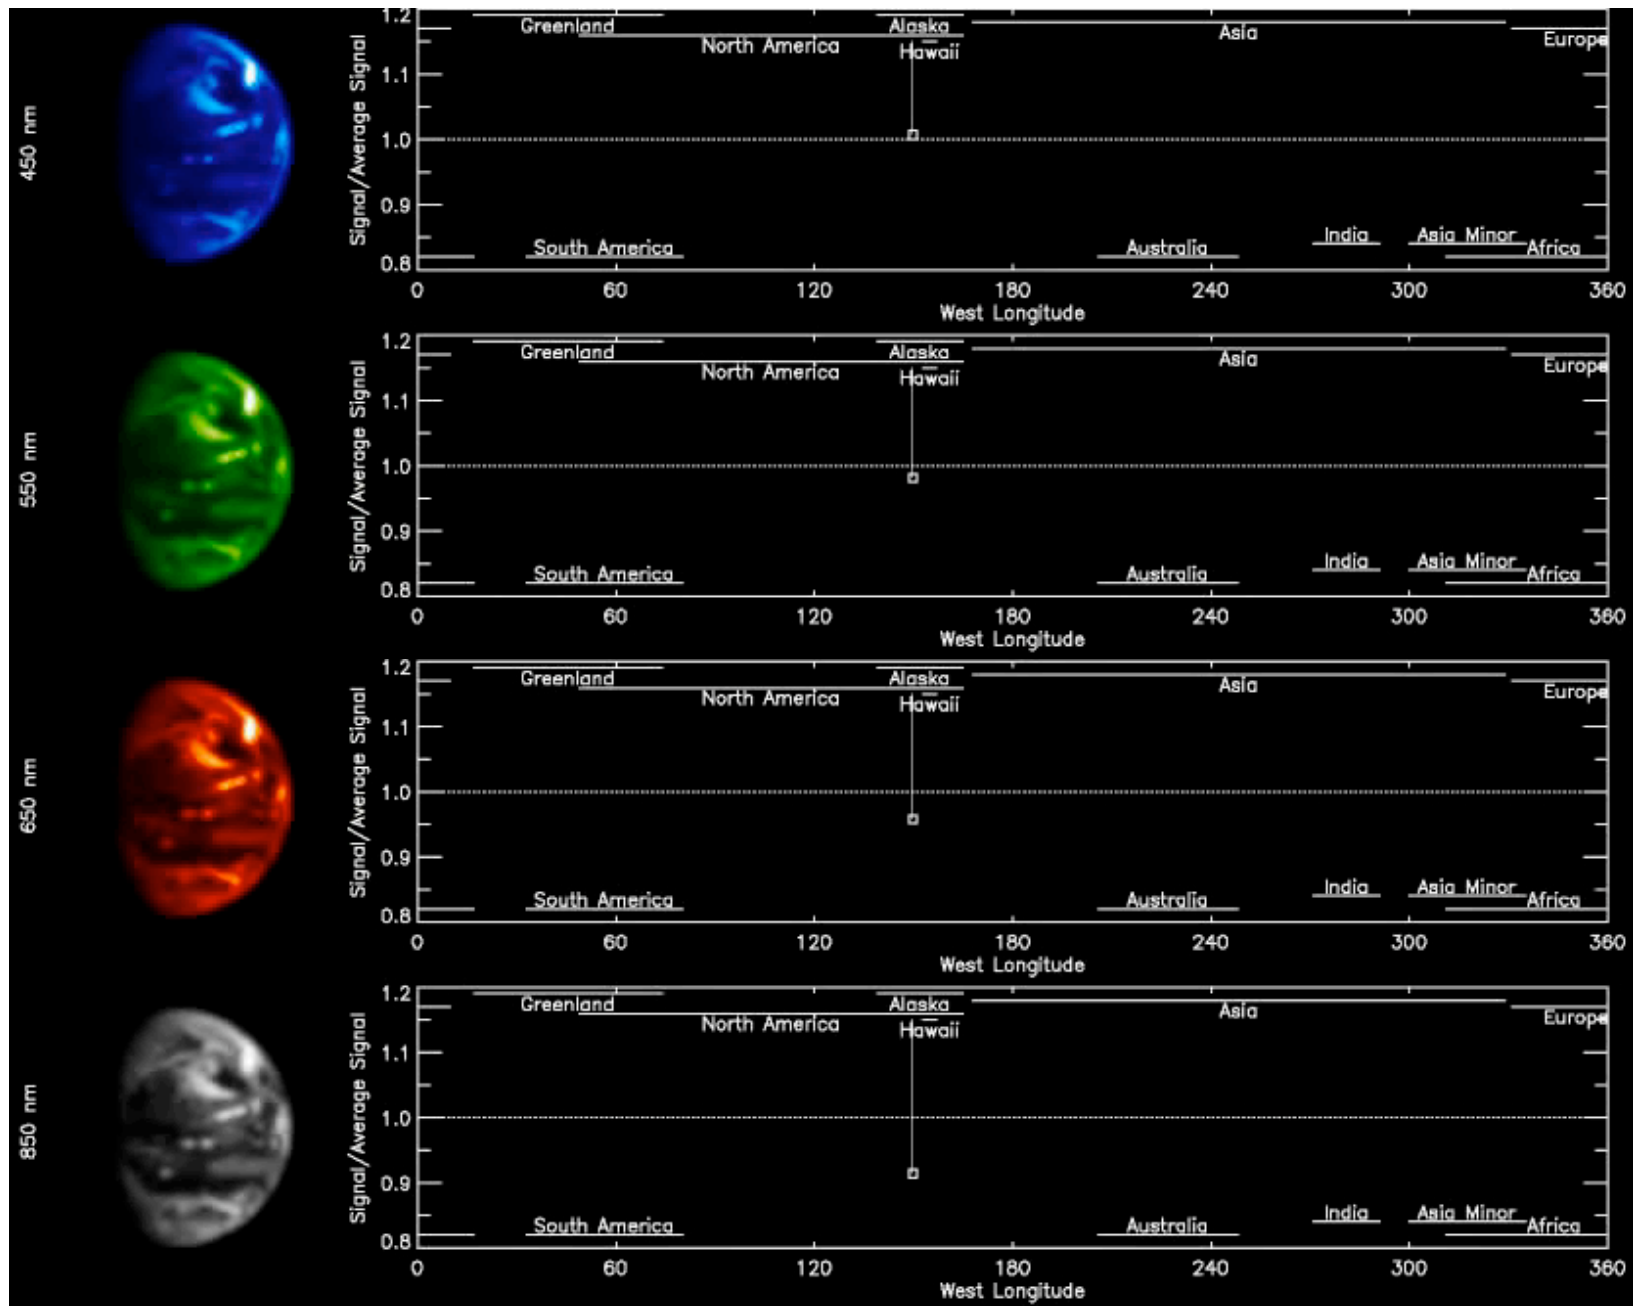 450 nm
Signal/Average Signal
1.2
1.1
1.0
0.9
0.8
Greenland
Alaska
Asia
North America
Hawaii
Europe
South America
Australia
India
Asia Minor
Africa
0 60 120 180 240 300 360
West Longitude
550 nm
Signal/Average Signal
1.2
1.1
1.0
0.9
0.8
Greenland
Alaska
Asia
North America
Hawaii
Europe
South America
Australia
India
Asia Minor
Africa
0 60 120 180 240 300 360
West Longitude
650 nm
Signal/Average Signal
1.2
1.1
1.0
0.9
0.8
Greenland
Alaska
Asia
North America
Hawaii
Europe
South America
Australia
India
Asia Minor
Africa
0 60 120 180 240 300 360
West Longitude
850 nm
Signal/Average Signal
1.2
1.1
1.0
0.9
0.8
Greenland
Alaska
Asia
North America
Hawaii
Europe
South America
Australia
India
Asia Minor
Africa
0 60 120 180 240 300 360
West Longitude